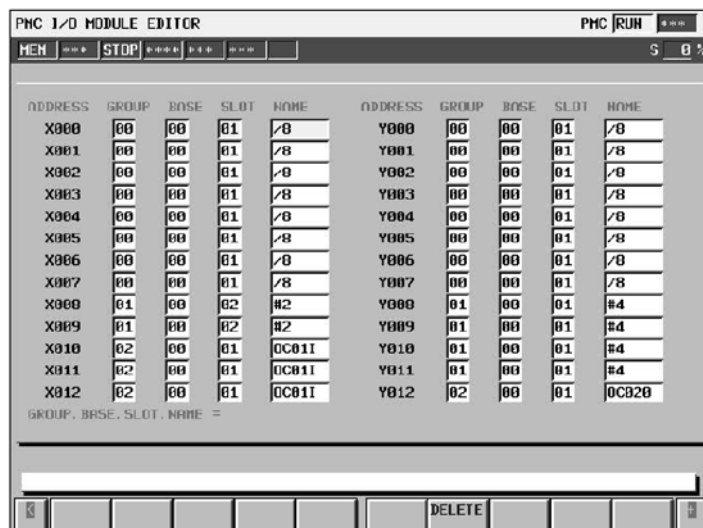 PMC I/O MODULE EDITOR PMC RUN ***
MEM *** STOP **** *** *** S 0 %
ADDRESS GROUP BASE SLOT NAME ADDRESS GROUP BASE SLOT NAME
X000 00 00 01 /8 Y000 00 00 01 /8
X001 00 00 01 /8 Y001 00 00 01 /8
X002 00 00 01 /8 Y002 00 00 01 /8
X003 00 00 01 /8 Y003 00 00 01 /8
X004 00 00 01 /8 Y004 00 00 01 /8
X005 00 00 01 /8 Y005 00 00 01 /8
X006 00 00 01 /8 Y006 00 00 01 /8
X007 00 00 01 /8 Y007 00 00 01 /8
X008 01 00 02 #2 Y008 01 00 01 #4
X009 01 00 02 #2 Y009 01 00 01 #4
X010 02 00 01 OC01I Y010 01 00 01 #4
X011 02 00 01 OC01I Y011 01 00 01 #4
X012 02 00 01 OC01I Y012 02 00 01 OC02O
GROUP.BASE.SLOT.NAME =
< DELETE +